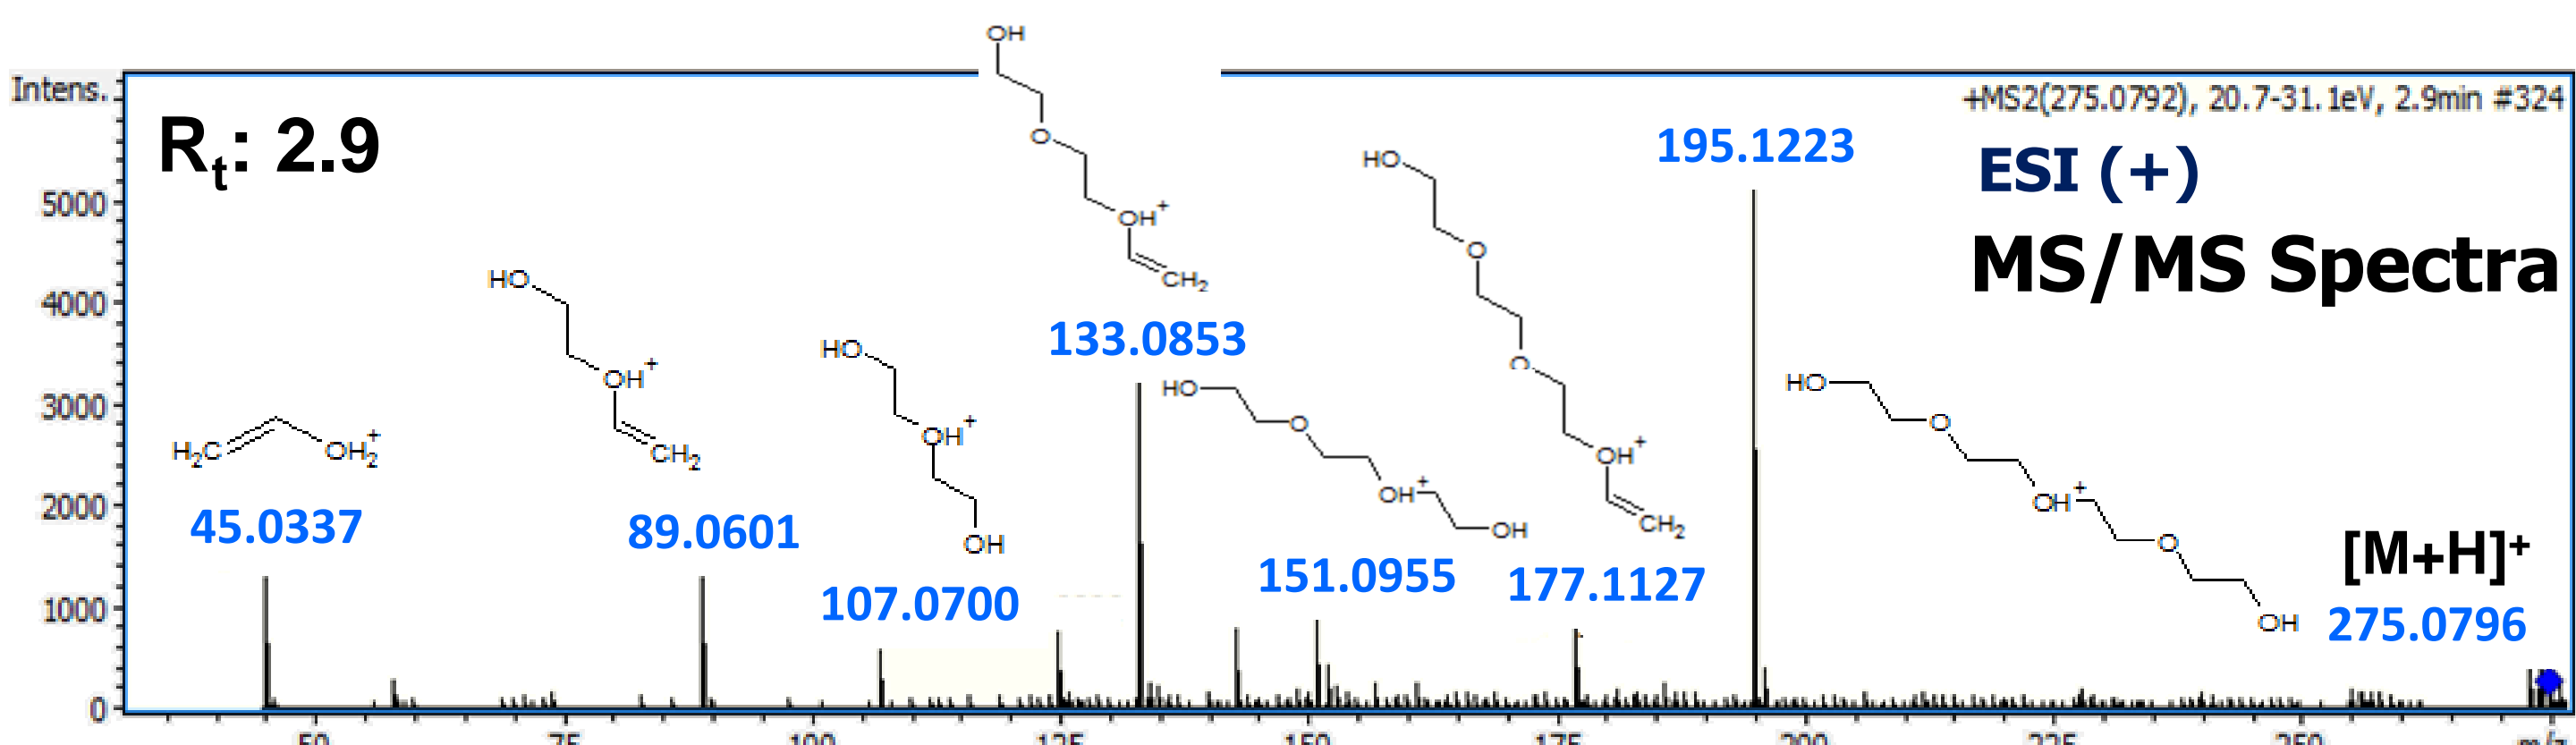 OH
Intens.
+MS2(275.0792), 20.7-31.1eV, 2.9min #324
Rt: 2.9
O
HO
195.1223
ESI (+)
5000
OH+
O
MS/MS Spectra
4000
HO
CH2
133.0853
O
HO
3000
OH+
HO
HO
O
O
H2C
OH2+
CH2
OH+
OH+
OH+
OH
CH2
2000
45.0337
89.0601
OH
OH+
O
[M+H]+
1000
107.0700
151.0955
177.1127
OH
275.0796
0
50
75
100
125
150
175
200
225
250
m/z